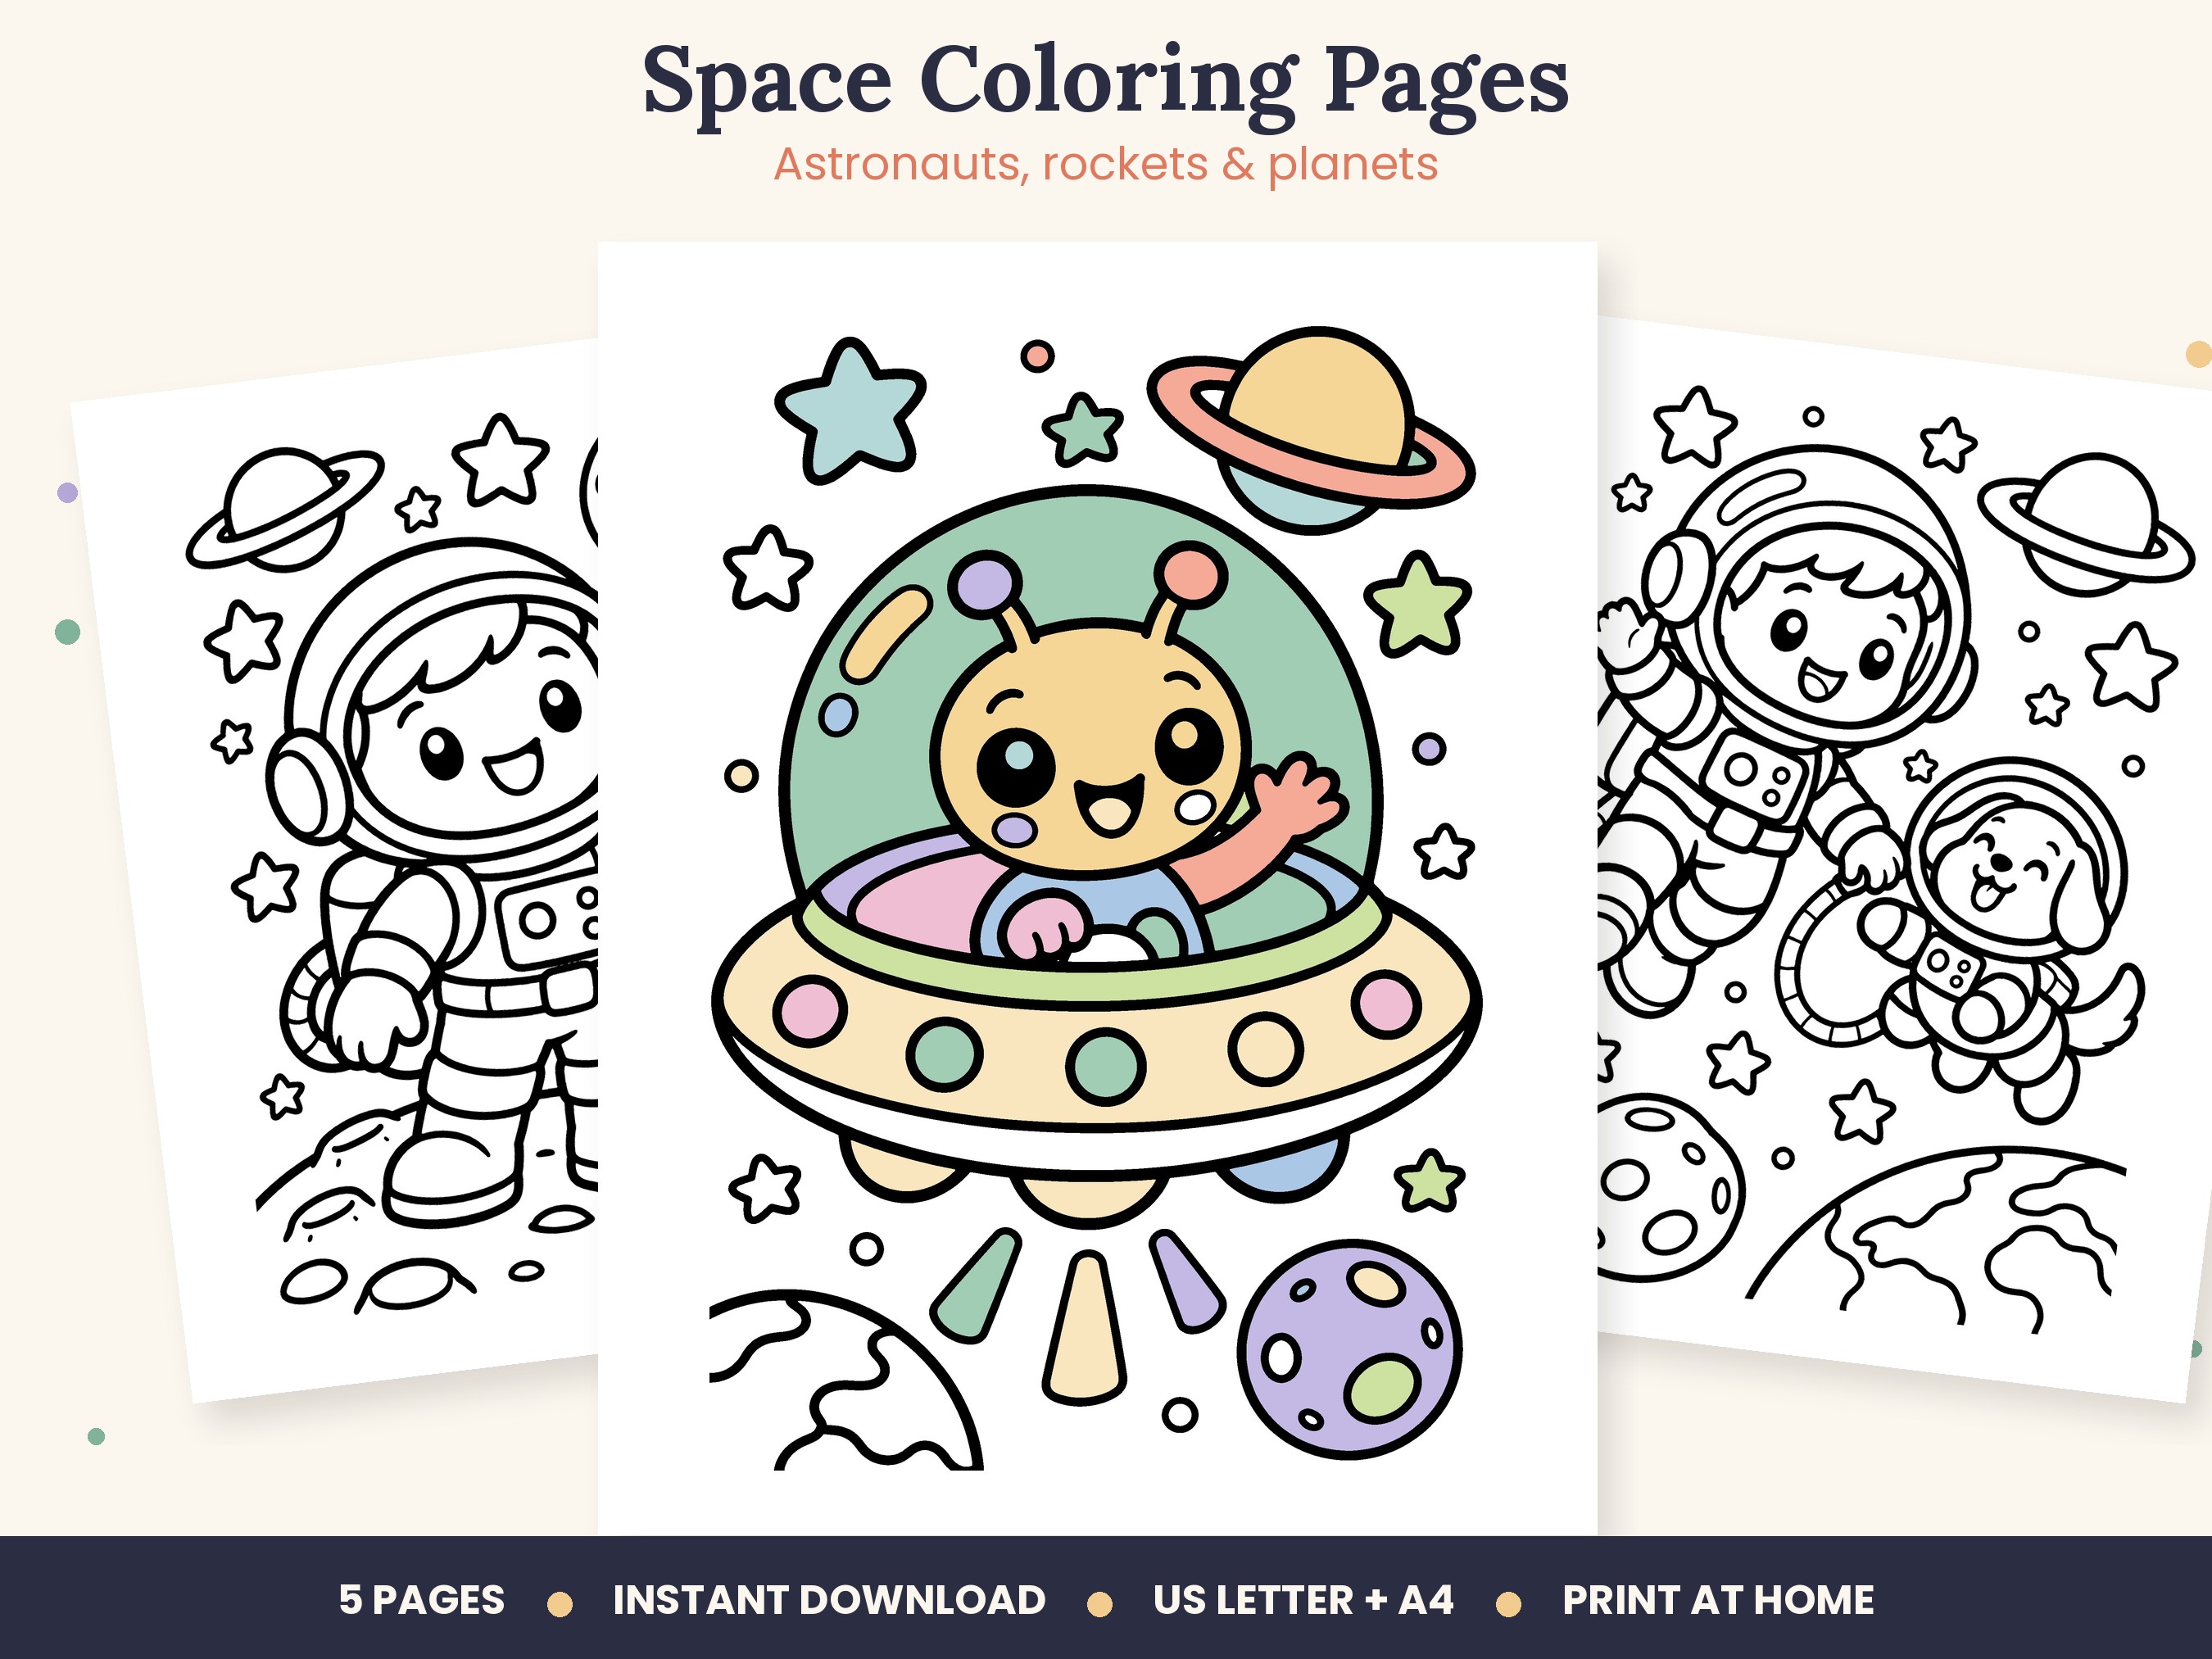 Space Coloring Pages
Astronauts, rockets & planets
5 PAGES ● INSTANT DOWNLOAD ● US LETTER + A4 ● PRINT AT HOME